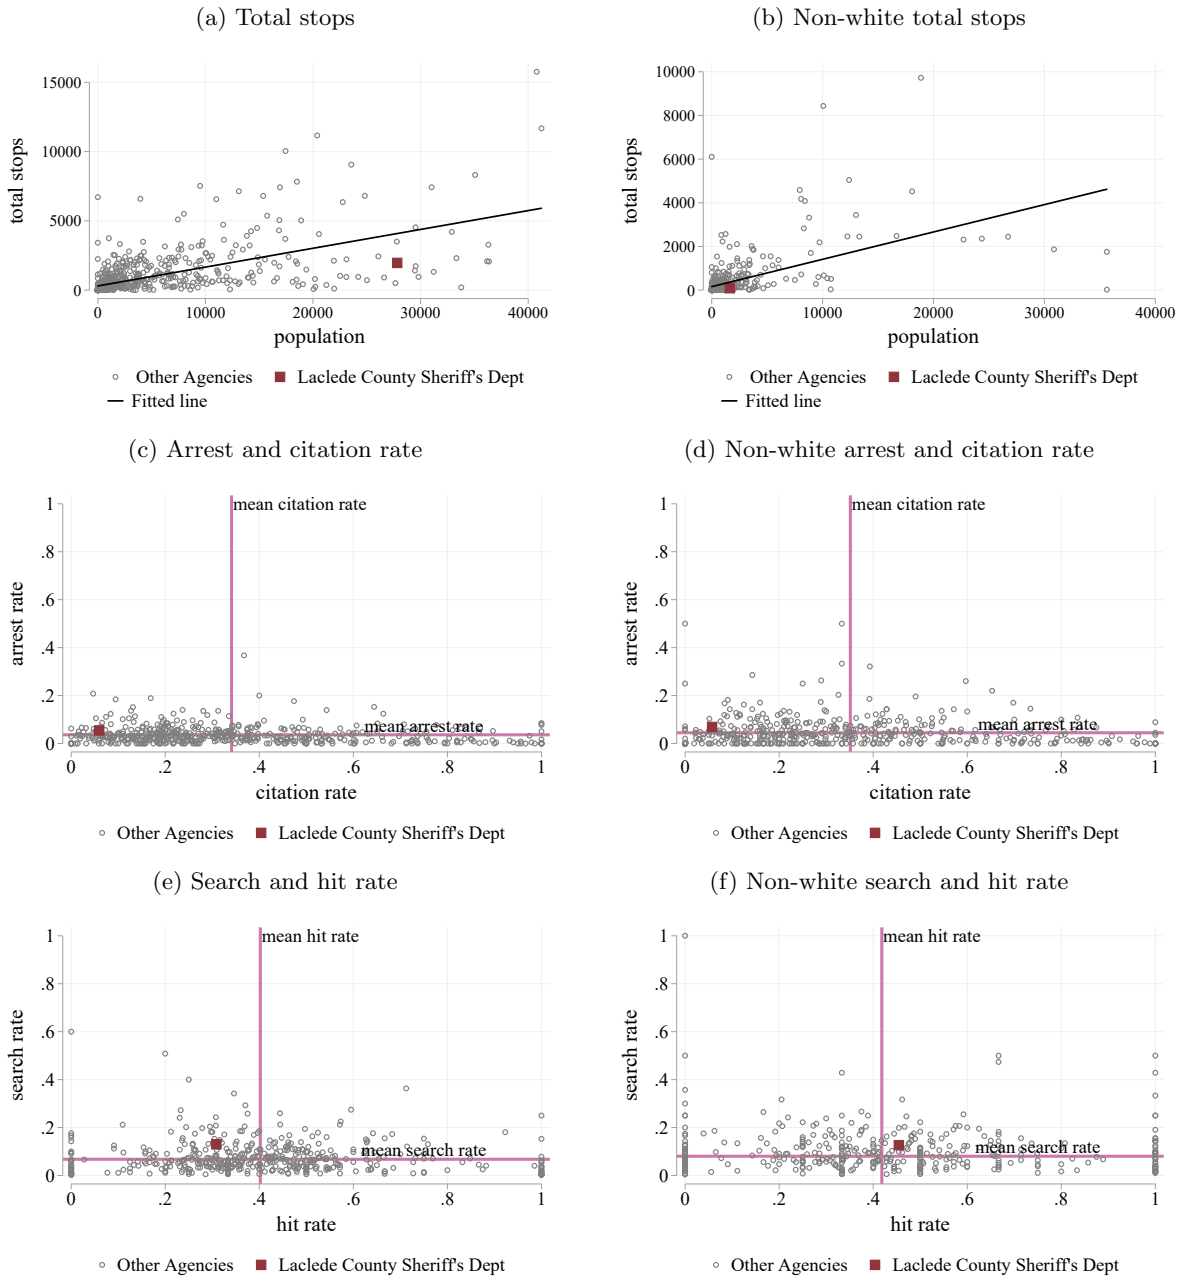 (a) Total stops
(b) Non-white total stops
total stops
15000
10000
5000
0
0 10000 20000 30000 40000
population
Other Agencies Laclede County Sheriff's Dept
Fitted line
total stops
10000
8000
6000
4000
2000
0
0 10000 20000 30000 40000
population
Other Agencies Laclede County Sheriff's Dept
Fitted line
(c) Arrest and citation rate
(d) Non-white arrest and citation rate
arrest rate
1
.8
.6
.4
.2
0
mean citation rate
mean arrest rate
0 .2 .4 .6 .8 1
citation rate
Other Agencies Laclede County Sheriff's Dept
arrest rate
1
.8
.6
.4
.2
0
mean citation rate
mean arrest rate
0 .2 .4 .6 .8 1
citation rate
Other Agencies Laclede County Sheriff's Dept
(e) Search and hit rate
(f) Non-white search and hit rate
search rate
1
.8
.6
.4
.2
0
mean hit rate
mean search rate
0 .2 .4 .6 .8 1
hit rate
Other Agencies Laclede County Sheriff's Dept
search rate
1
.8
.6
.4
.2
0
mean hit rate
mean search rate
0 .2 .4 .6 .8 1
hit rate
Other Agencies Laclede County Sheriff's Dept